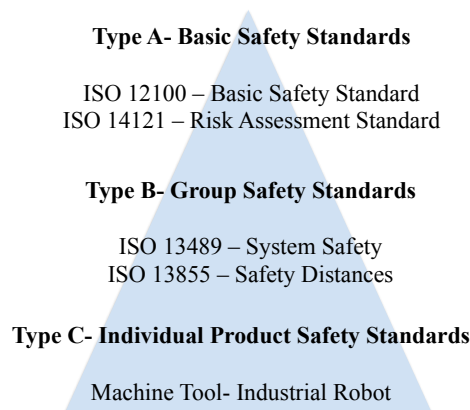 Type A- Basic Safety Standards
ISO 12100 – Basic Safety Standard
ISO 14121 – Risk Assessment Standard
Type B- Group Safety Standards
ISO 13489 – System Safety
ISO 13855 – Safety Distances
Type C- Individual Product Safety Standards
Machine Tool- Industrial Robot